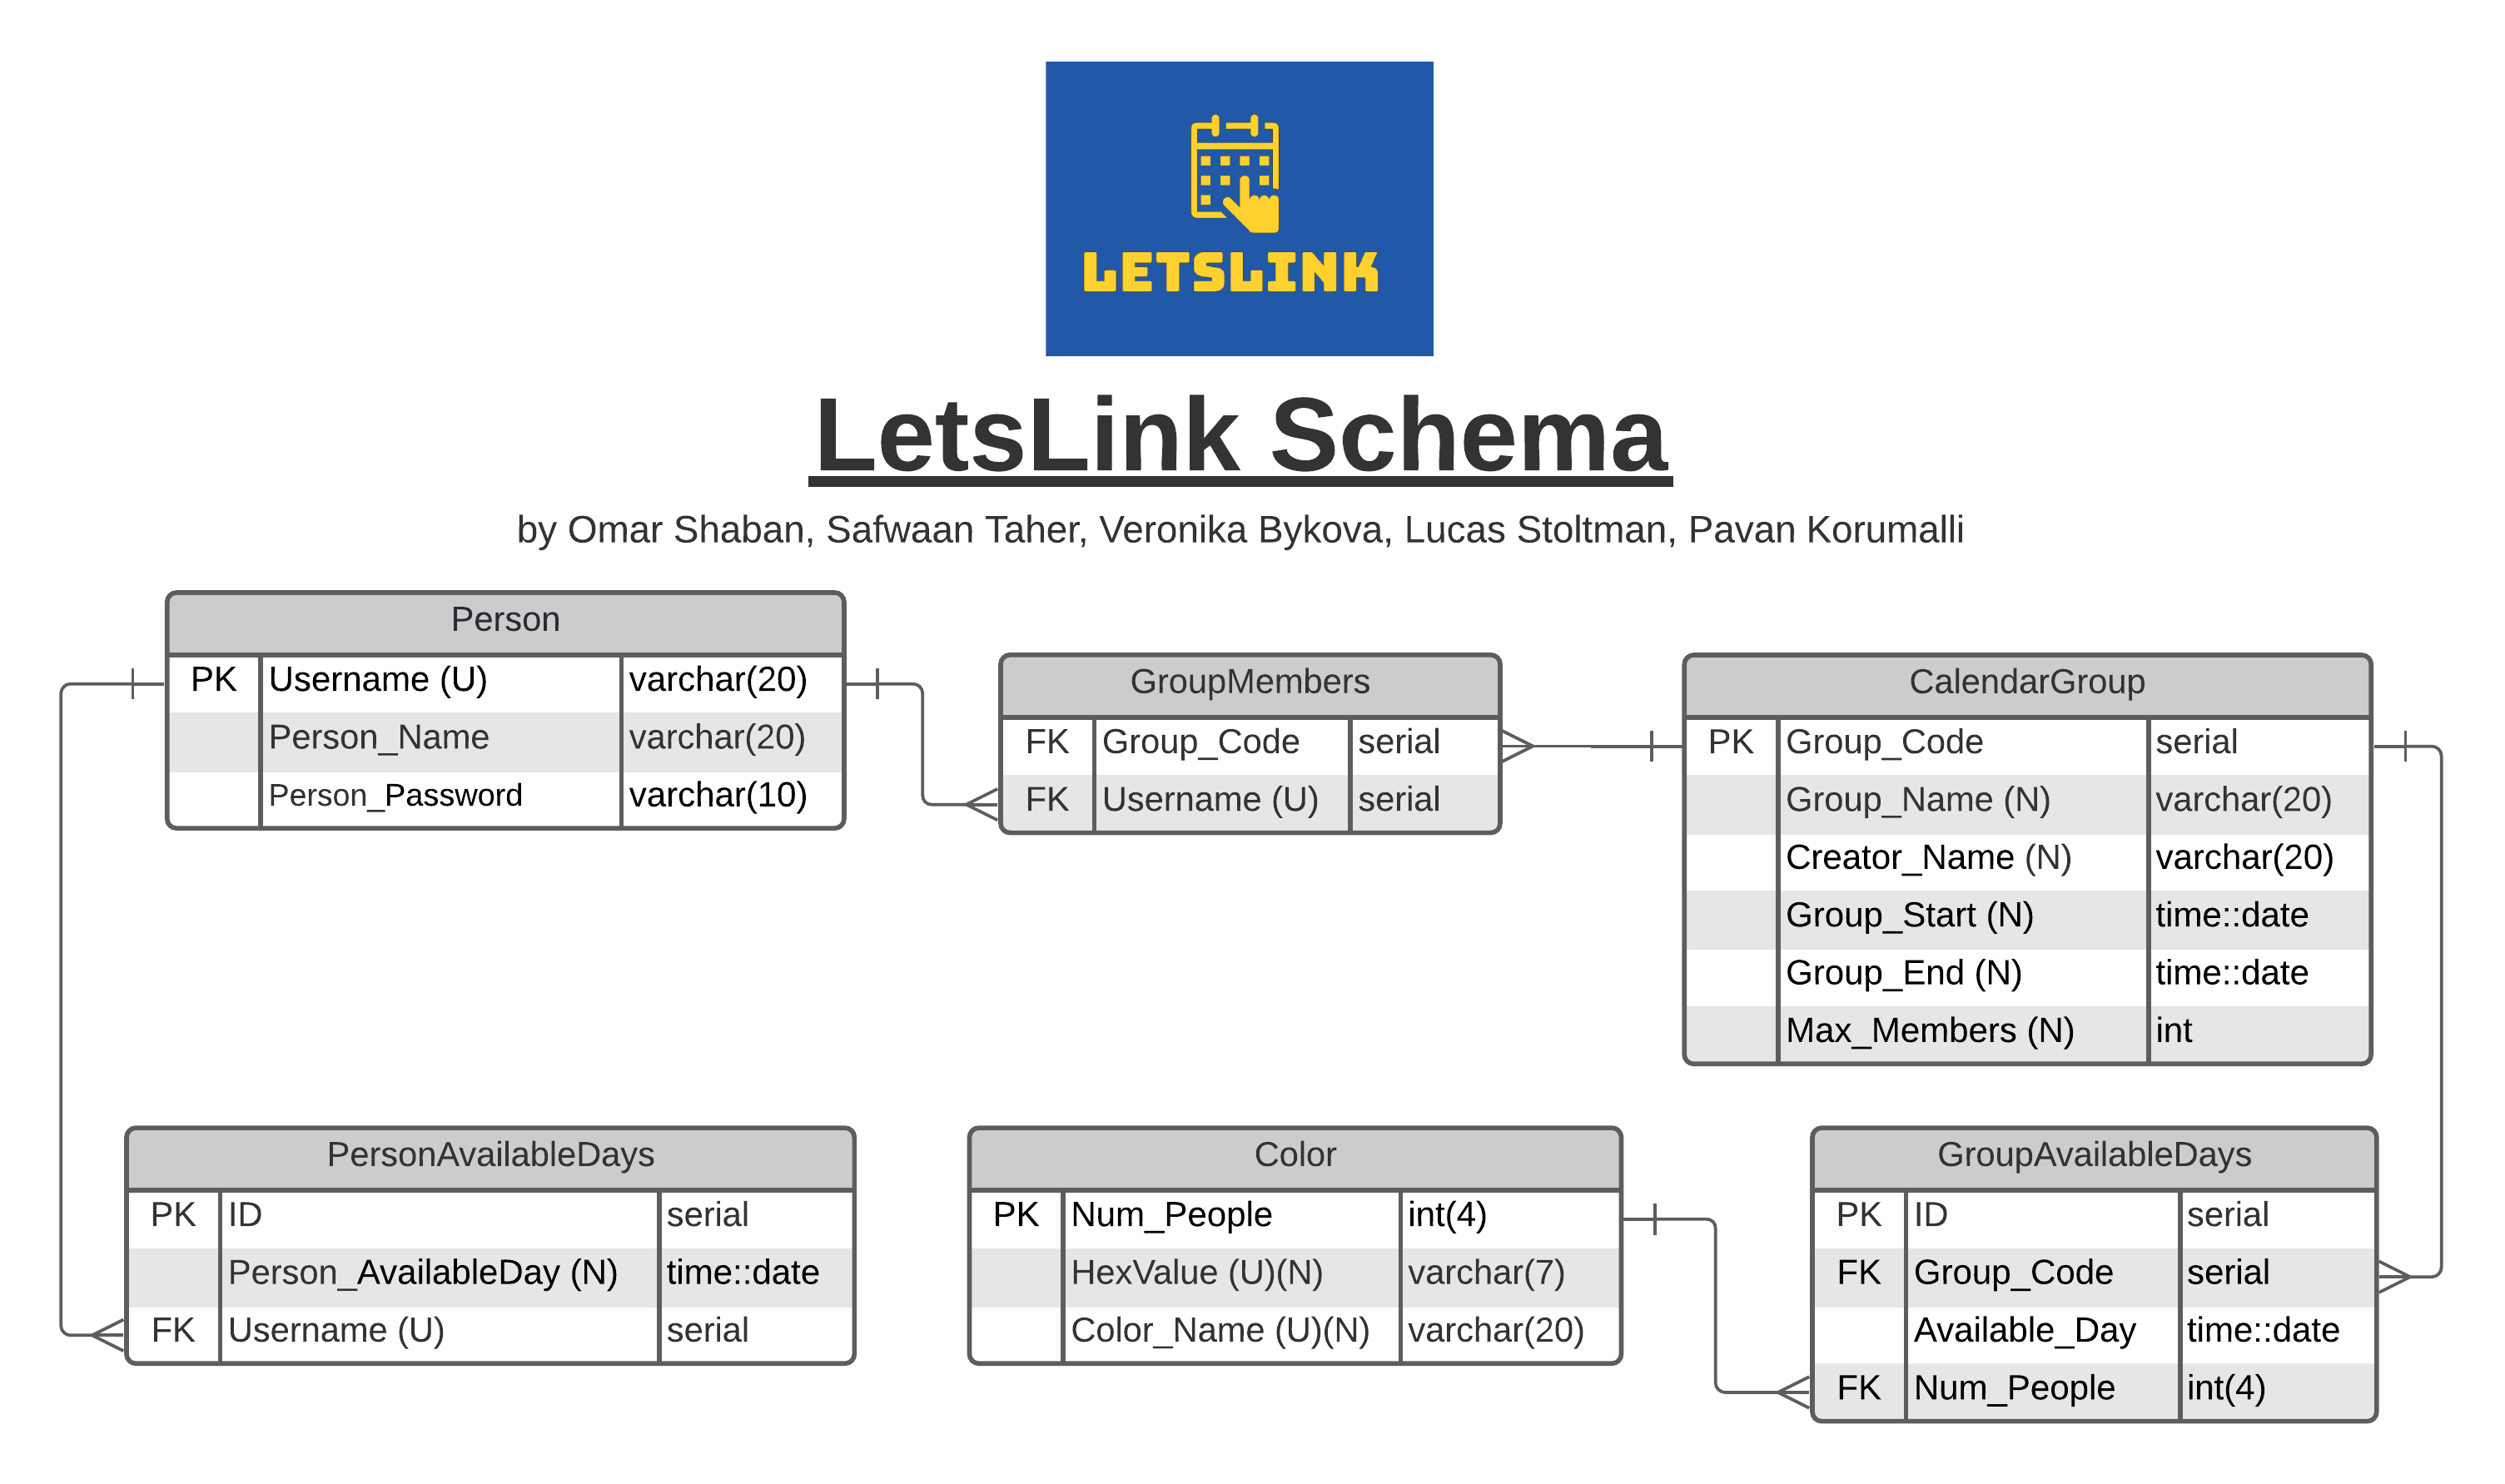 LETSLINK
LetsLink Schema
by Omar Shaban, Safwaan Taher, Veronika Bykova, Lucas Stoltman, Pavan Korumalli
Person
PK Username (U) varchar(20)
Person_Name varchar(20)
Person_Password varchar(10)
GroupMembers
FK Group_Code serial
FK Username (U) serial
CalendarGroup
PK Group_Code serial
Group_Name (N) varchar(20)
Creator_Name (N) varchar(20)
Group_Start (N) time::date
Group_End (N) time::date
Max_Members (N) int
PersonAvailableDays
PK ID serial
Person_AvailableDay (N) time::date
FK Username (U) serial
Color
PK Num_People int(4)
HexValue (U)(N) varchar(7)
Color_Name (U)(N) varchar(20)
GroupAvailableDays
PK ID serial
FK Group_Code serial
Available_Day time::date
FK Num_People int(4)